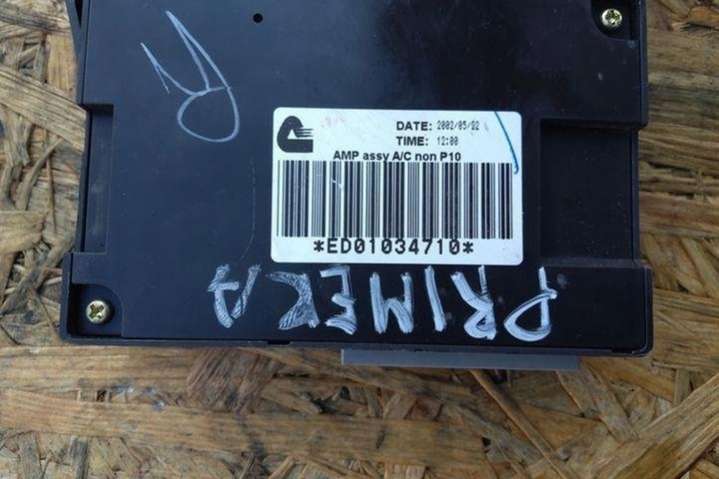 DATE: 2002/05/22
TIME: 12:00
AMP assy A/C non P10
*ED01034710*
PRIMERA